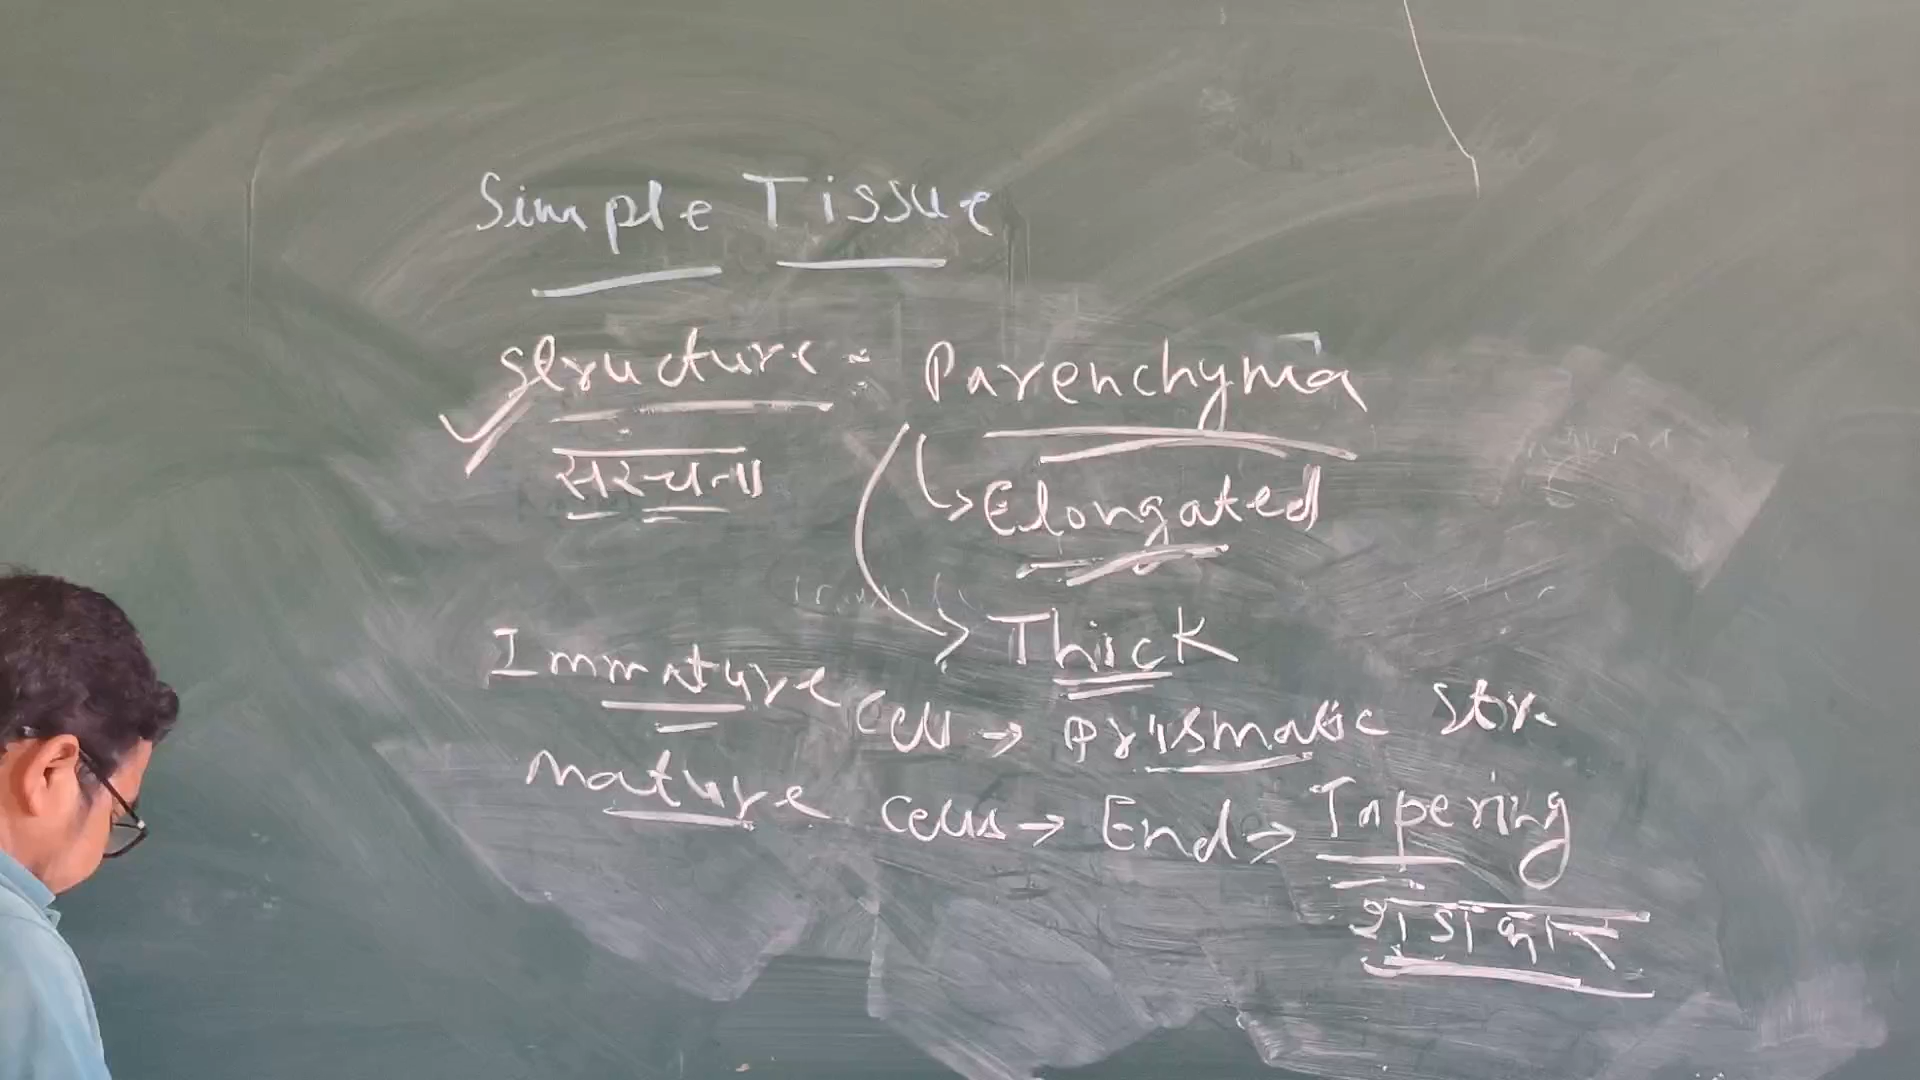 Simple Tissue
Structure : Parenchyma
संरचना
Elongated
Thick
Immature Cell → Prismatic Str.
Mature Cells → End → Tapering